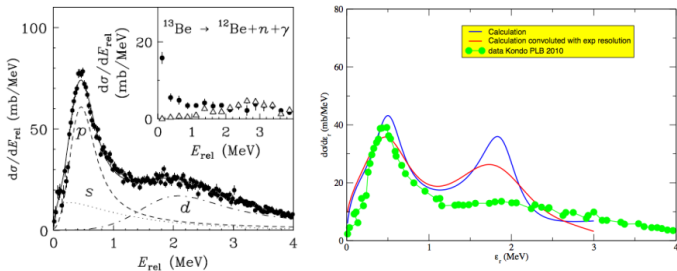 ¹³Be → ¹²Be+n+γ
dσ/dE_rel
(mb/MeV)
20
0
0 1 2 3
E_rel (MeV)
dσ/dE_rel (mb/MeV)
100
50
0
p
s
d
0 1 2 3 4
E_rel (MeV)
Calculation
Calculation convoluted with exp resolution
data Kondo PLB 2010
dσ/dε_r (mb/MeV)
80
60
40
20
0
0 1 2 3 4
ε_r (MeV)